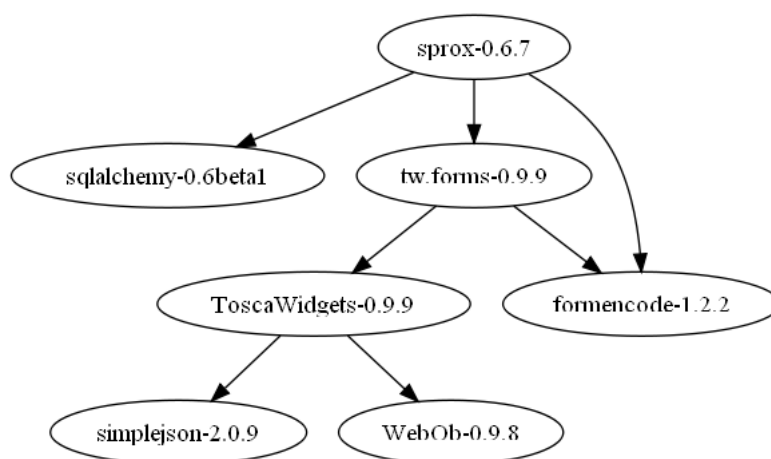 sprox-0.6.7
sqlalchemy-0.6beta1
tw.forms-0.9.9
ToscaWidgets-0.9.9
formencode-1.2.2
simplejson-2.0.9
WebOb-0.9.8